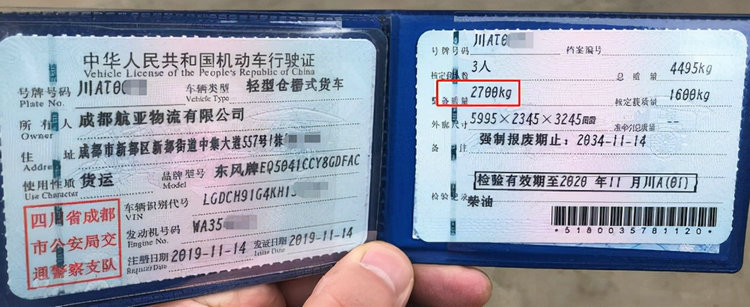 中华人民共和国机动车行驶证
Vehicle License of the People's Republic of China
号牌号码 川AT0 车辆类型 轻型仓栅式货车
Plate No. Vehicle Type
所有人 成都航亚物流有限公司
Owner
住址 成都市新都区新都街道中集大道557号1栋
Address
使用性质 货运 品牌型号 东风牌EQ5041CCY8GDFAC
Use Character Model
车辆识别代号 LGDCH91G4KH1
VIN
发动机号码 WA35
Engine No.
注册日期 2019-11-14 发证日期 2019-11-14
Register Date Issue Date
四川省成都
市公安局交
通警察支队
号牌号码 川AT0 档案编号
核定载人数 3人 总质量 4495kg
整备质量 2700kg 核定载质量 1600kg
外廓尺寸 5995×2345×3245mm 准牵引总质量
备注 强制报废期止：2034-11-14
检验有效期至2020年11月川A(01)
检验记录
柴油
*5180035781120*